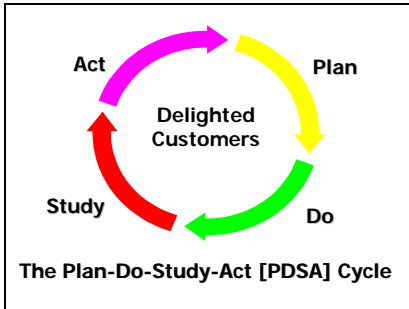 Act
Plan
Delighted
Customers
Study
Do
The Plan-Do-Study-Act [PDSA] Cycle